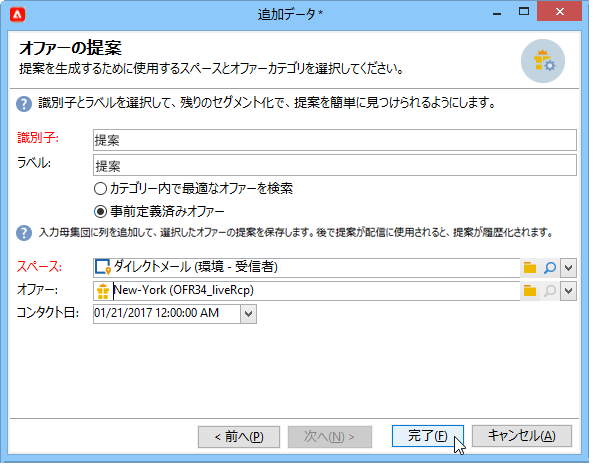 追加データ *
オファーの提案
提案を生成するために使用するスペースとオファーカテゴリを選択してください。
識別子とラベルを選択して、残りのセグメント化で、提案を簡単に見つけられるようにします。
識別子: 提案
ラベル: 提案
カテゴリー内で最適なオファーを検索
事前定義済みオファー
入力母集団に列を追加して、選択したオファーの提案を保存します。後で提案が配信に使用されると、提案が履歴化されます。
スペース: ダイレクトメール (環境 - 受信者)
オファー: New-York (OFR34_liveRcp)
コンタクト日: 01/21/2017 12:00:00 AM
< 前へ(P) 次へ(N) > 完了(F) キャンセル(A)